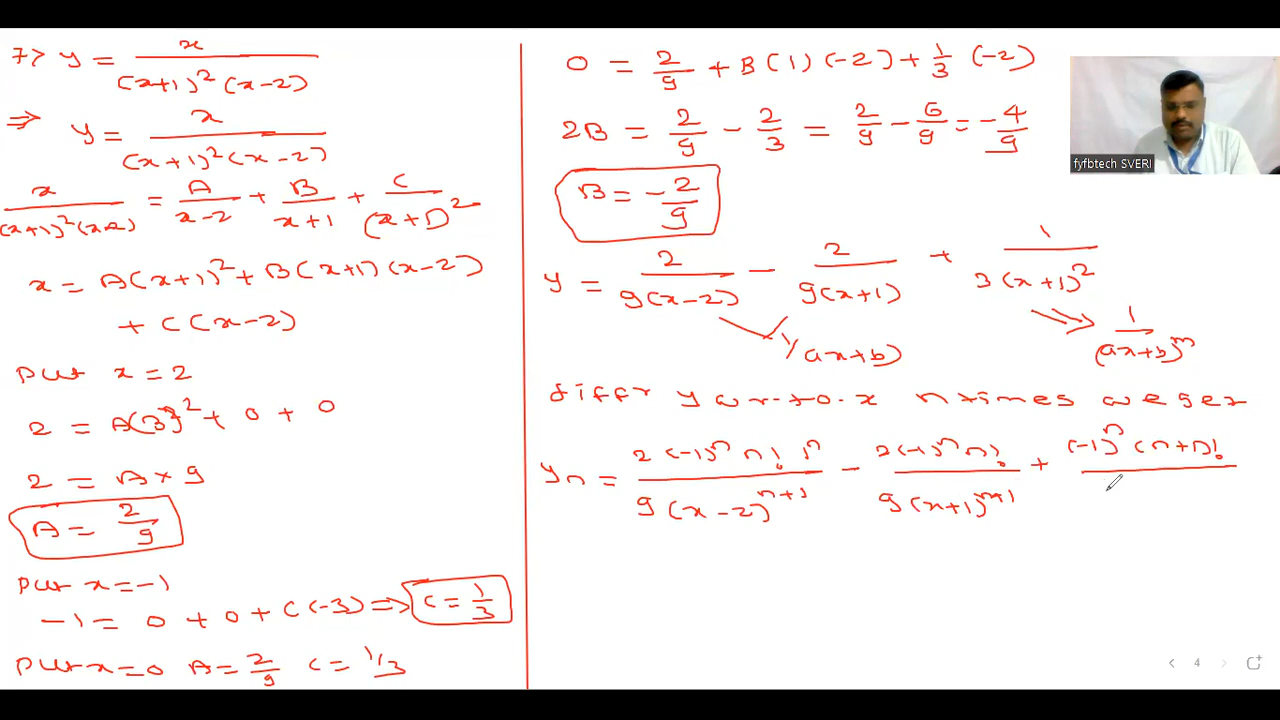 7> y = x / (x+1)² (x-2)
⇒ y = x / (x+1)² (x-2)
x / (x+1)² (x-2) = A / x-2 + B / x+1 + C / (x+1)²
x = A(x+1)² + B(x+1)(x-2)
+ C(x-2)
put x = 2
2 = A(3)² + 0 + 0
2 = A × 9
A = 2/9
put x = -1
-1 = 0 + 0 + C(-3) ⇒ C = 1/3
put x = 0 A = 2/9 C = 1/3
0 = 2/9 + B(1)(-2) + 1/3 (-2)
2B = 2/9 - 2/3 = 2/9 - 6/9 = -4/9
B = -2/9
y = 2 / 9(x-2) - 2 / 9(x+1) + 1 / 3(x+1)²
1/(ax+b) ⇒ 1 / (ax+b)ᵐ
diff y w.r.to.x n times we get
yn = 2(-1)ⁿ n! 1ⁿ / 9(x-2)ⁿ⁺¹ - 2(-1)ⁿ n! / 9(x+1)ⁿ⁺¹ + (-1)ⁿ (n+1)!
fyfbtech SVERI
4